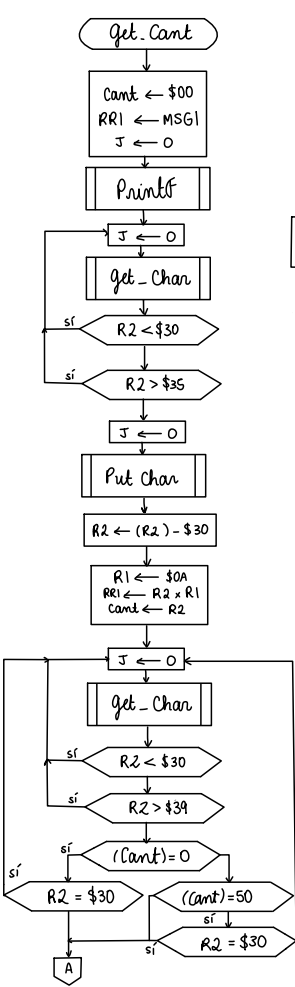 Get_Cant
Cant ← $00
RR1 ← MSG1
J ← 0
PrintF
J ← 0
Get_Char
R2 < $30
sí
R2 > $35
sí
J ← 0
Put Char
R2 ← (R2) - $30
R1 ← $0A
RR1 ← R2 x R1
Cant ← R2
J ← 0
Get_Char
R2 < $30
sí
R2 > $39
sí
(Cant) = 0
sí
R2 = $30
sí
(Cant) = 50
sí
R2 = $30
sí
A